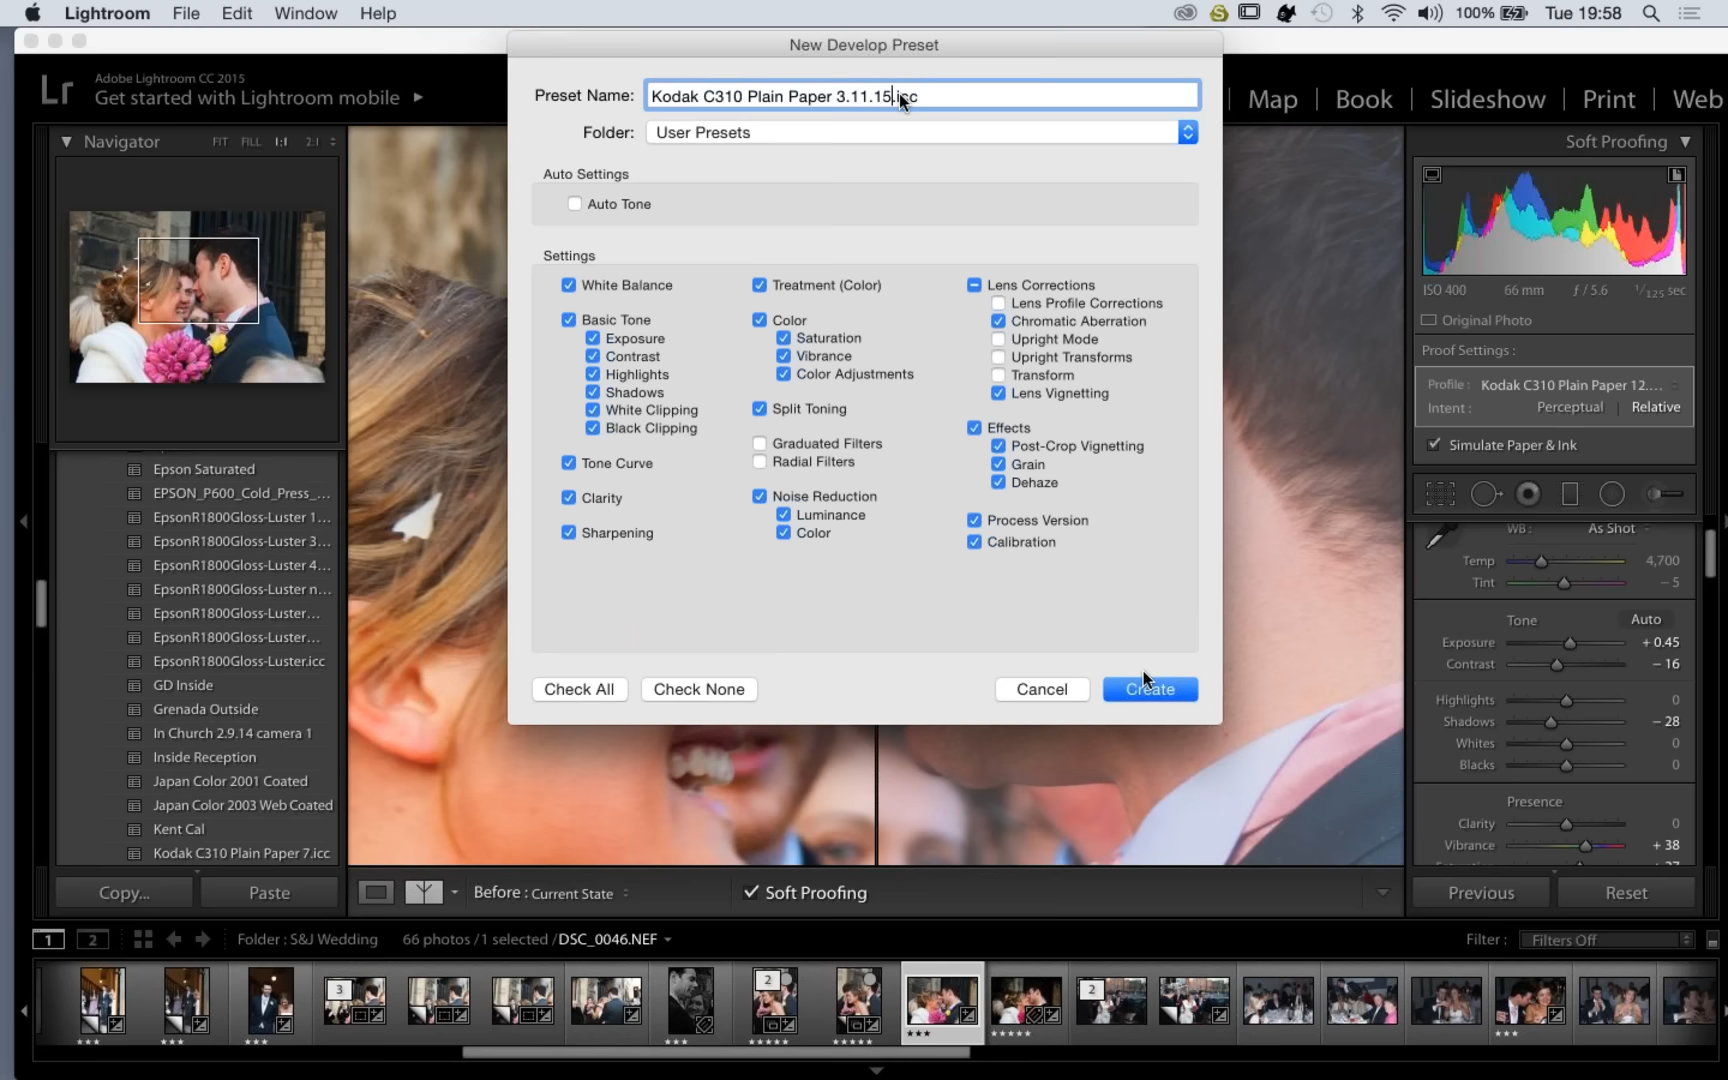 Lightroom File Edit Window Help 100% Tue 19:58
New Develop Preset
Adobe Lightroom CC 2015
Get started with Lightroom mobile
Lr
Map | Book | Slideshow | Print | Web
Preset Name: Kodak C310 Plain Paper 3.11.15.icc
Folder: User Presets
Auto Settings
Auto Tone
Settings
White Balance
Basic Tone
Exposure
Contrast
Highlights
Shadows
White Clipping
Black Clipping
Tone Curve
Clarity
Sharpening
Treatment (Color)
Color
Saturation
Vibrance
Color Adjustments
Split Toning
Graduated Filters
Radial Filters
Noise Reduction
Luminance
Color
Lens Corrections
Lens Profile Corrections
Chromatic Aberration
Upright Mode
Upright Transforms
Transform
Lens Vignetting
Effects
Post-Crop Vignetting
Grain
Dehaze
Process Version
Calibration
Check All Check None Cancel Create
Navigator FIT FILL 1:1 2:1
Epson Saturated
EPSON_P600_Cold_Press_...
EpsonR1800Gloss-Luster 1...
EpsonR1800Gloss-Luster 3...
EpsonR1800Gloss-Luster 4...
EpsonR1800Gloss-Luster n...
EpsonR1800Gloss-Luster...
EpsonR1800Gloss-Luster...
EpsonR1800Gloss-Luster.icc
GD Inside
Grenada Outside
In Church 2.9.14 camera 1
Inside Reception
Japan Color 2001 Coated
Japan Color 2003 Web Coated
Kent Cal
Kodak C310 Plain Paper 7.icc
Copy... Paste
Soft Proofing
ISO 400 66 mm ƒ / 5.6 1/125 sec
Original Photo
Proof Settings :
Profile : Kodak C310 Plain Paper 12....
Intent : Perceptual Relative
Simulate Paper & Ink
WB: As Shot
Temp 4,700
Tint – 5
Tone Auto
Exposure + 0.45
Contrast – 16
Highlights 0
Shadows – 28
Whites 0
Blacks 0
Presence
Clarity 0
Vibrance + 38
Previous Reset
Before : Current State Soft Proofing
1 2 Folder : S&J Wedding 66 photos / 1 selected / DSC_0046.NEF Filter : Filters Off
3 2 2